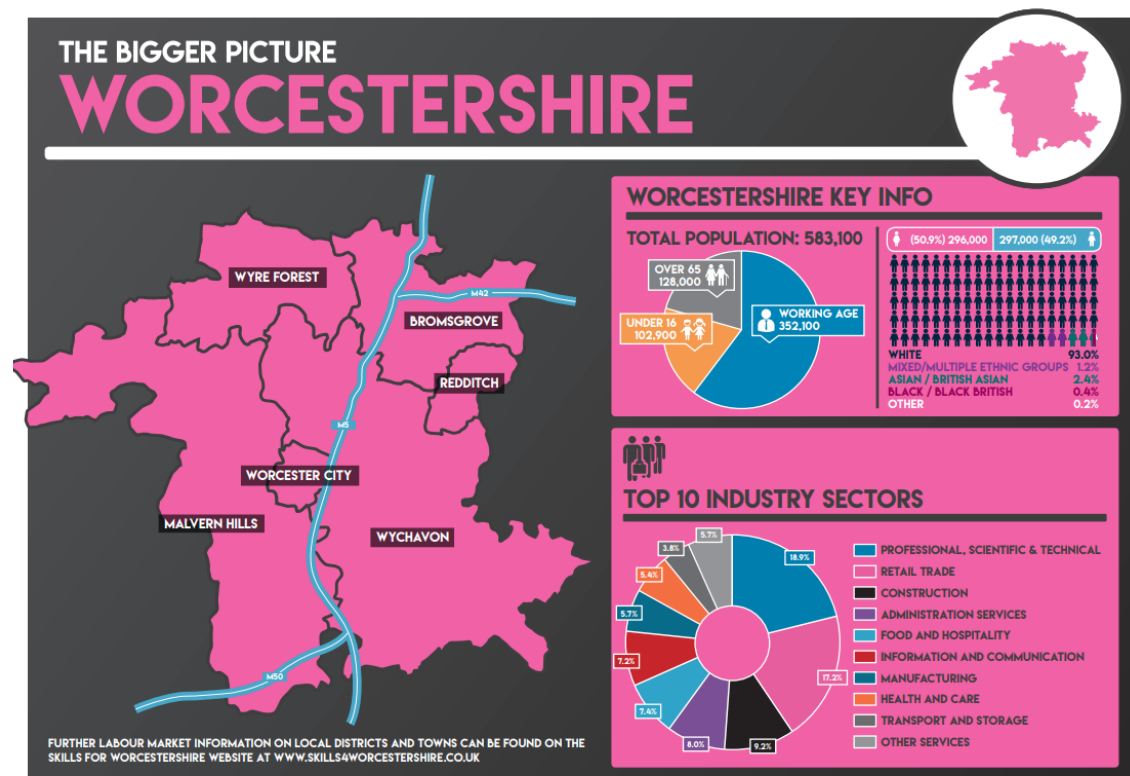 THE BIGGER PICTURE
WORCESTERSHIRE
WYRE FOREST
M42
BROMSGROVE
REDDITCH
M5
WORCESTER CITY
MALVERN HILLS
WYCHAVON
M50
FURTHER LABOUR MARKET INFORMATION ON LOCAL DISTRICTS AND TOWNS CAN BE FOUND ON THE
SKILLS FOR WORCESTERSHIRE WEBSITE AT WWW.SKILLS4WORCESTERSHIRE.CO.UK
WORCESTERSHIRE KEY INFO
TOTAL POPULATION: 583,100
OVER 65
128,000
UNDER 16
102,900
WORKING AGE
352,100
(50.9%) 296,000 297,000 (49.2%)
WHITE 93.0%
MIXED/MULTIPLE ETHNIC GROUPS 1.2%
ASIAN / BRITISH ASIAN 2.4%
BLACK / BLACK BRITISH 0.4%
OTHER 0.2%
TOP 10 INDUSTRY SECTORS
18.9%
17.2%
9.2%
8.0%
7.4%
7.2%
5.7%
5.4%
3.8%
5.7%
PROFESSIONAL, SCIENTIFIC & TECHNICAL
RETAIL TRADE
CONSTRUCTION
ADMINISTRATION SERVICES
FOOD AND HOSPITALITY
INFORMATION AND COMMUNICATION
MANUFACTURING
HEALTH AND CARE
TRANSPORT AND STORAGE
OTHER SERVICES